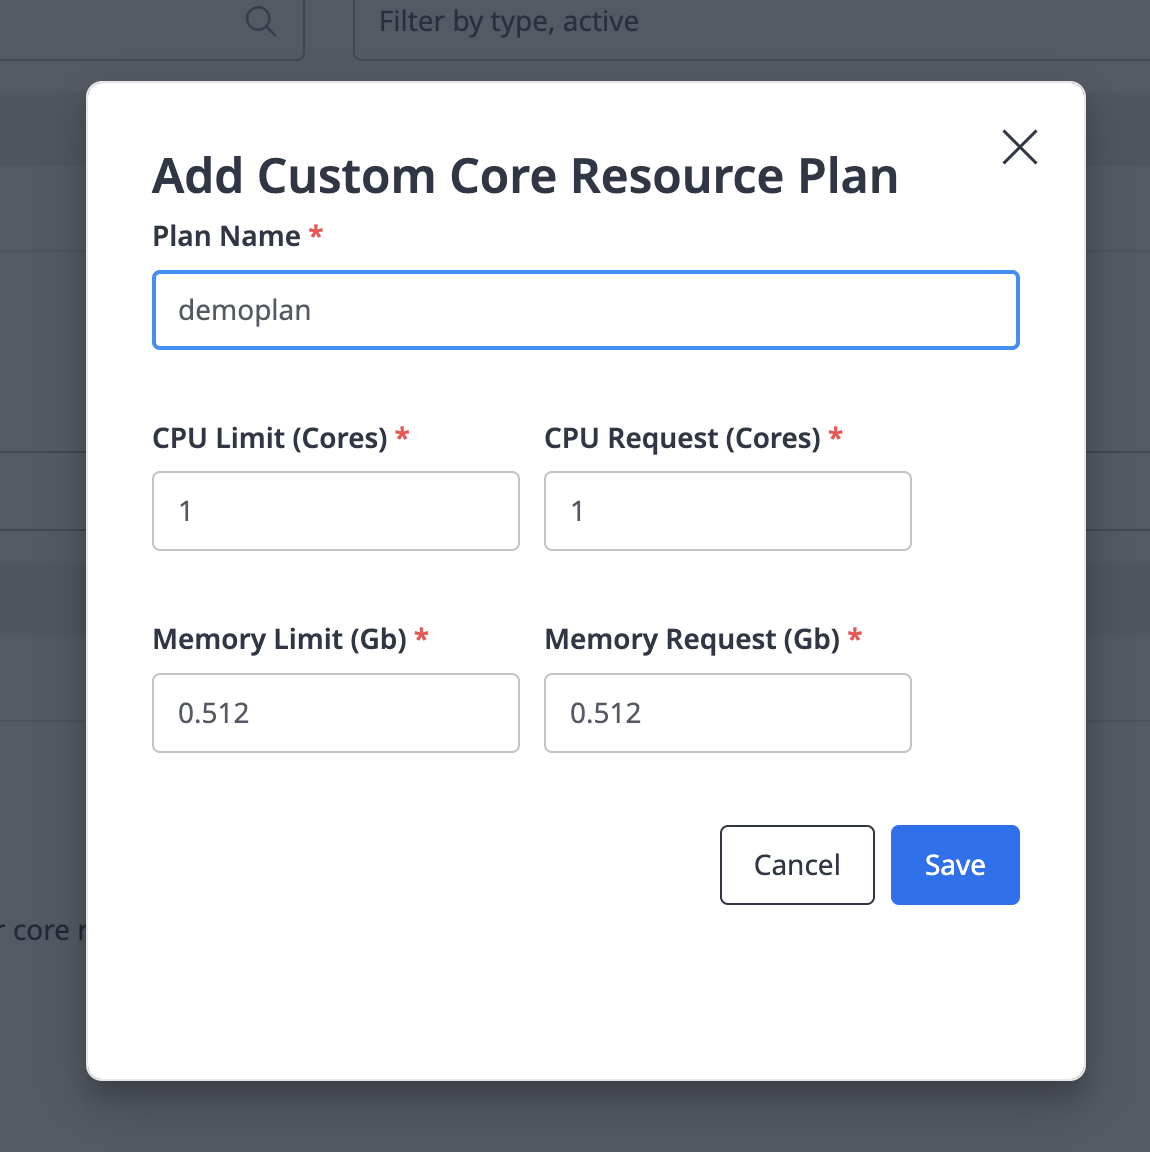 Filter by type, active
Add Custom Core Resource Plan
Plan Name *
demoplan
CPU Limit (Cores) * CPU Request (Cores) *
1 1
Memory Limit (Gb) * Memory Request (Gb) *
0.512 0.512
Cancel Save
core